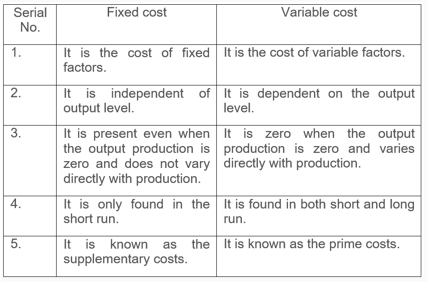 Serial No. Fixed cost Variable cost
1. It is the cost of fixed factors. It is the cost of variable factors.
2. It is independent of output level. It is dependent on the output level.
3. It is present even when the output production is zero and does not vary directly with production. It is zero when the output production is zero and varies directly with production.
4. It is only found in the short run. It is found in both short and long run.
5. It is known as the supplementary costs. It is known as the prime costs.